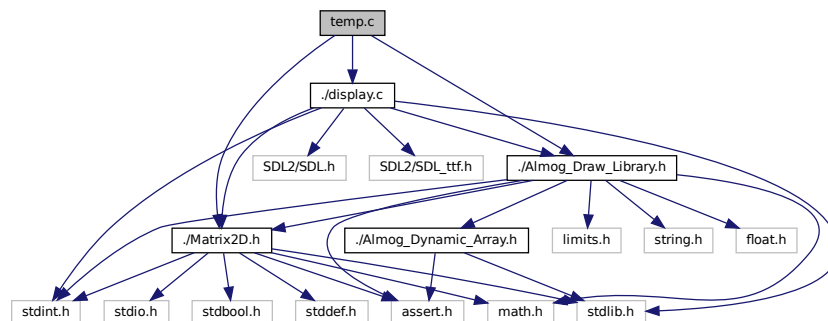 temp.c
./display.c
SDL2/SDL.h
SDL2/SDL_ttf.h
./Almog_Draw_Library.h
./Matrix2D.h
./Almog_Dynamic_Array.h
limits.h
string.h
float.h
stdint.h
stdio.h
stdbool.h
stddef.h
assert.h
math.h
stdlib.h